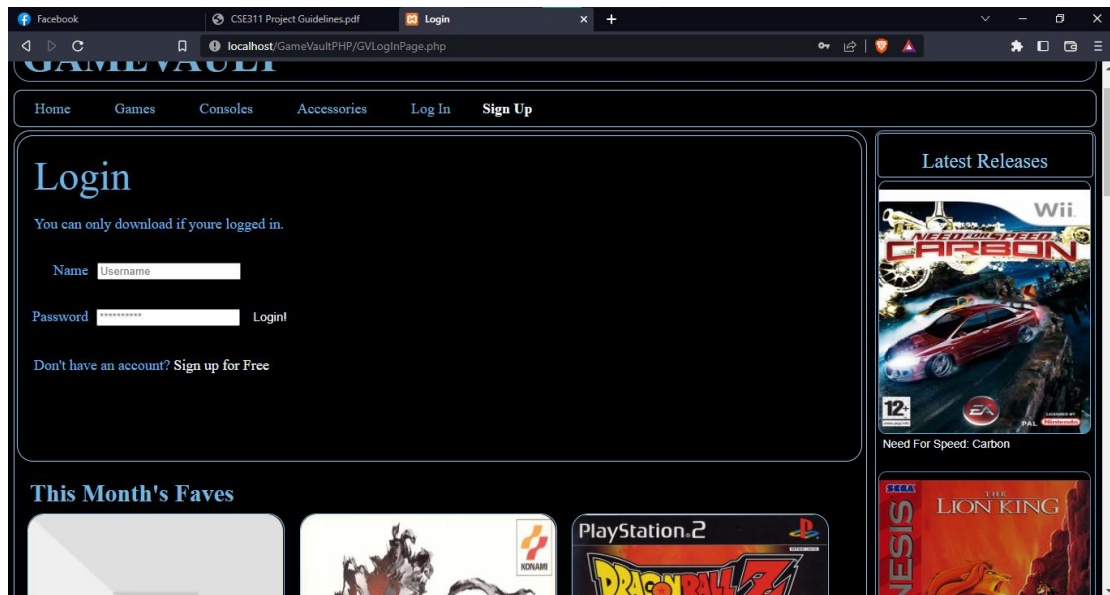 Facebook
CSE311 Project Guidelines.pdf
Login
localhost/GameVaultPHP/GVLogInPage.php
GAMEVAULT
Home Games Consoles Accessories Log In Sign Up
Login
You can only download if youre logged in.
Name Username
Password ********** Login!
Don't have an account? Sign up for Free
This Month's Faves
KONAMI
PlayStation.2
DRAGONBALL Z
Latest Releases
Wii
NEED FOR SPEED
CARBON
12+
EA
PAL
Nintendo
Need For Speed: Carbon
SEGA
GENESIS
THE
LION KING